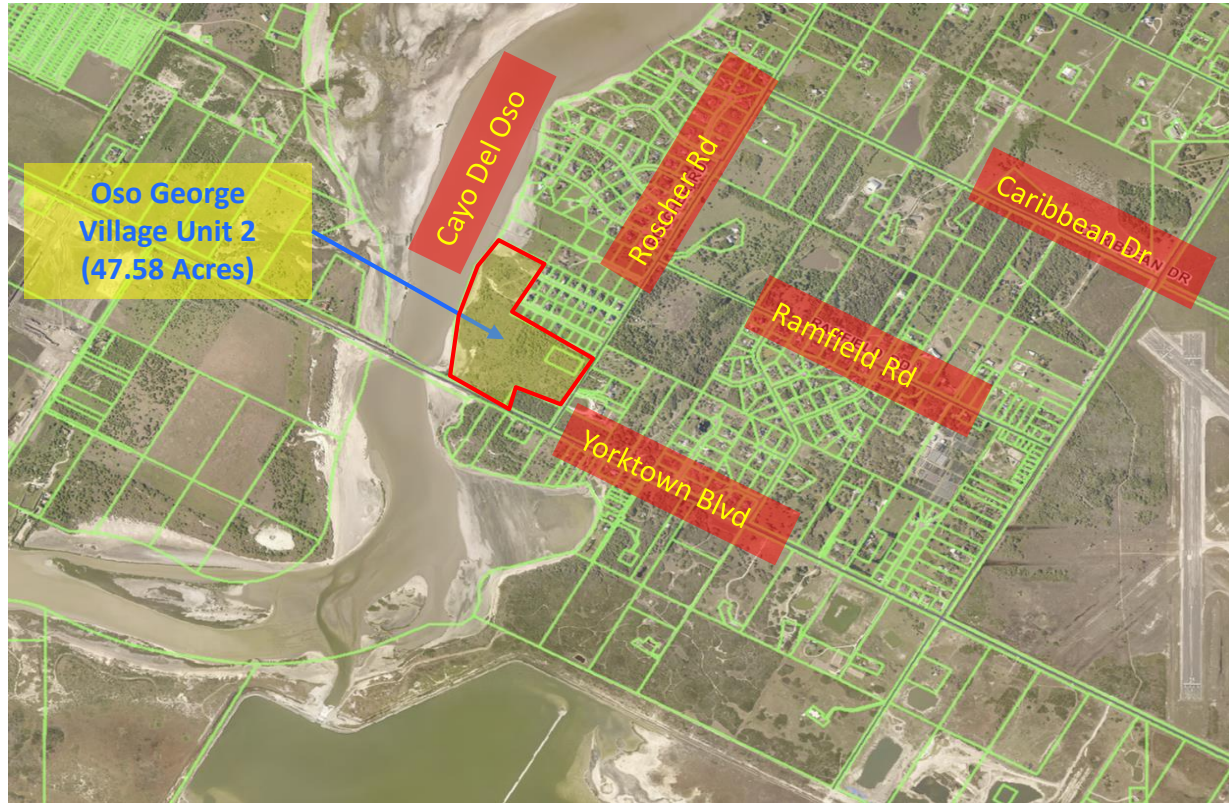 Oso George
Village Unit 2
(47.58 Acres)
Cayo Del Oso
Roscher Rd
Caribbean Dr
Ramfield Rd
Yorktown Blvd